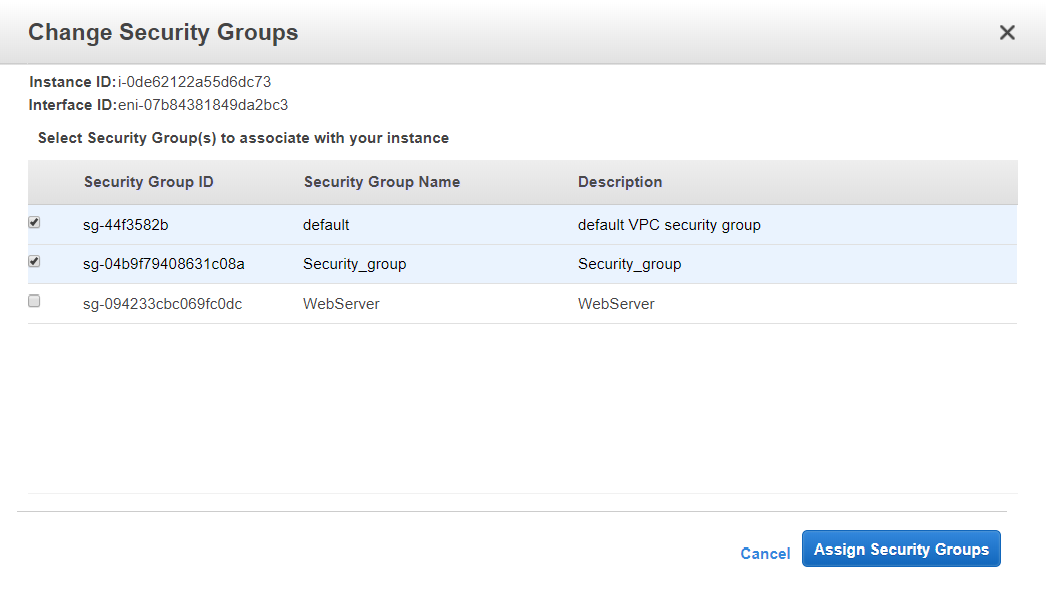 Change Security Groups
Instance ID: i-0de62122a55d6dc73
Interface ID: eni-07b84381849da2bc3
Select Security Group(s) to associate with your instance
Security Group ID Security Group Name Description
sg-44f3582b default default VPC security group
sg-04b9f79408631c08a Security_group Security_group
sg-094233cbc069fc0dc WebServer WebServer
Cancel Assign Security Groups